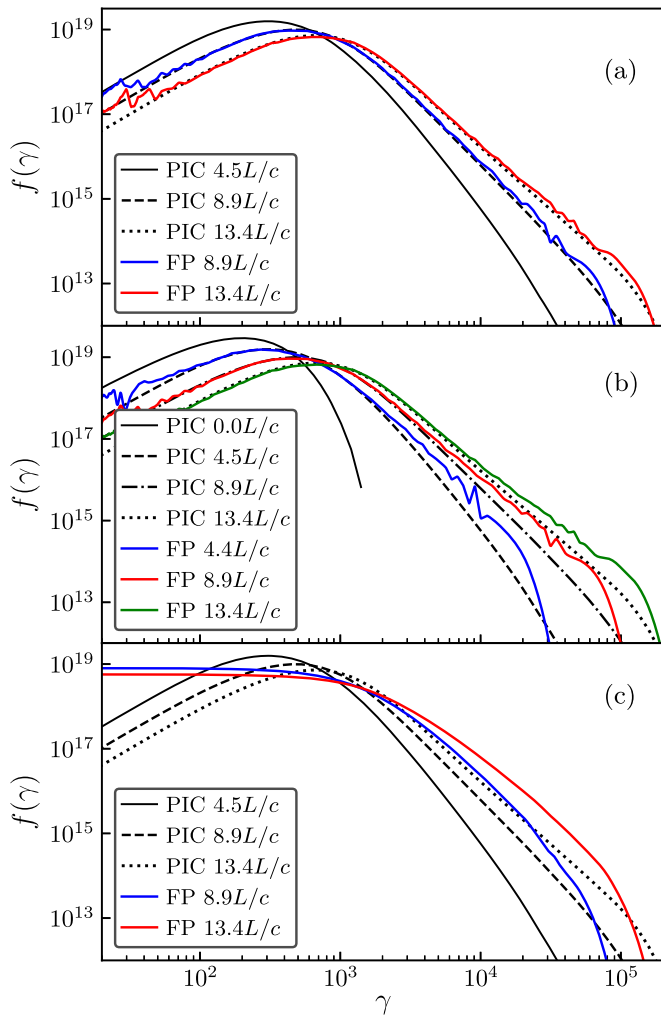 10^19
10^17
10^15
10^13
f(γ)
(a)
PIC 4.5L/c
PIC 8.9L/c
PIC 13.4L/c
FP 8.9L/c
FP 13.4L/c
10^19
10^17
10^15
10^13
f(γ)
(b)
PIC 0.0L/c
PIC 4.5L/c
PIC 8.9L/c
PIC 13.4L/c
FP 4.4L/c
FP 8.9L/c
FP 13.4L/c
10^19
10^17
10^15
10^13
f(γ)
(c)
PIC 4.5L/c
PIC 8.9L/c
PIC 13.4L/c
FP 8.9L/c
FP 13.4L/c
10^2 10^3 10^4 10^5
γ